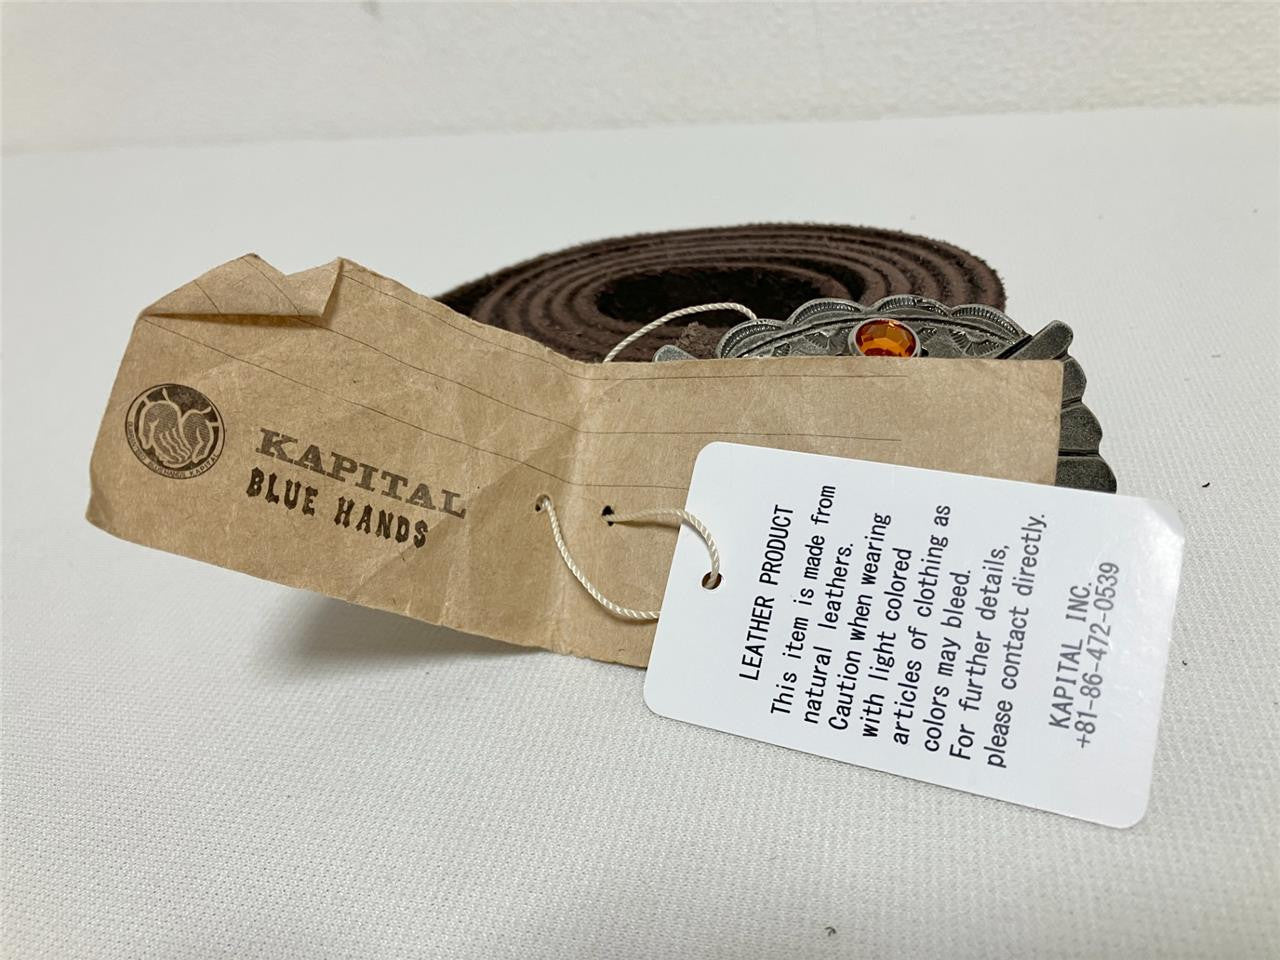 KAPITAL
BLUE HANDS
LEATHER PRODUCT
This item is made from
natural leathers.
Caution when wearing
with light colored
articles of clothing as
colors may bleed.
For further details,
please contact directly.
KAPITAL INC.
+81-86-472-0539